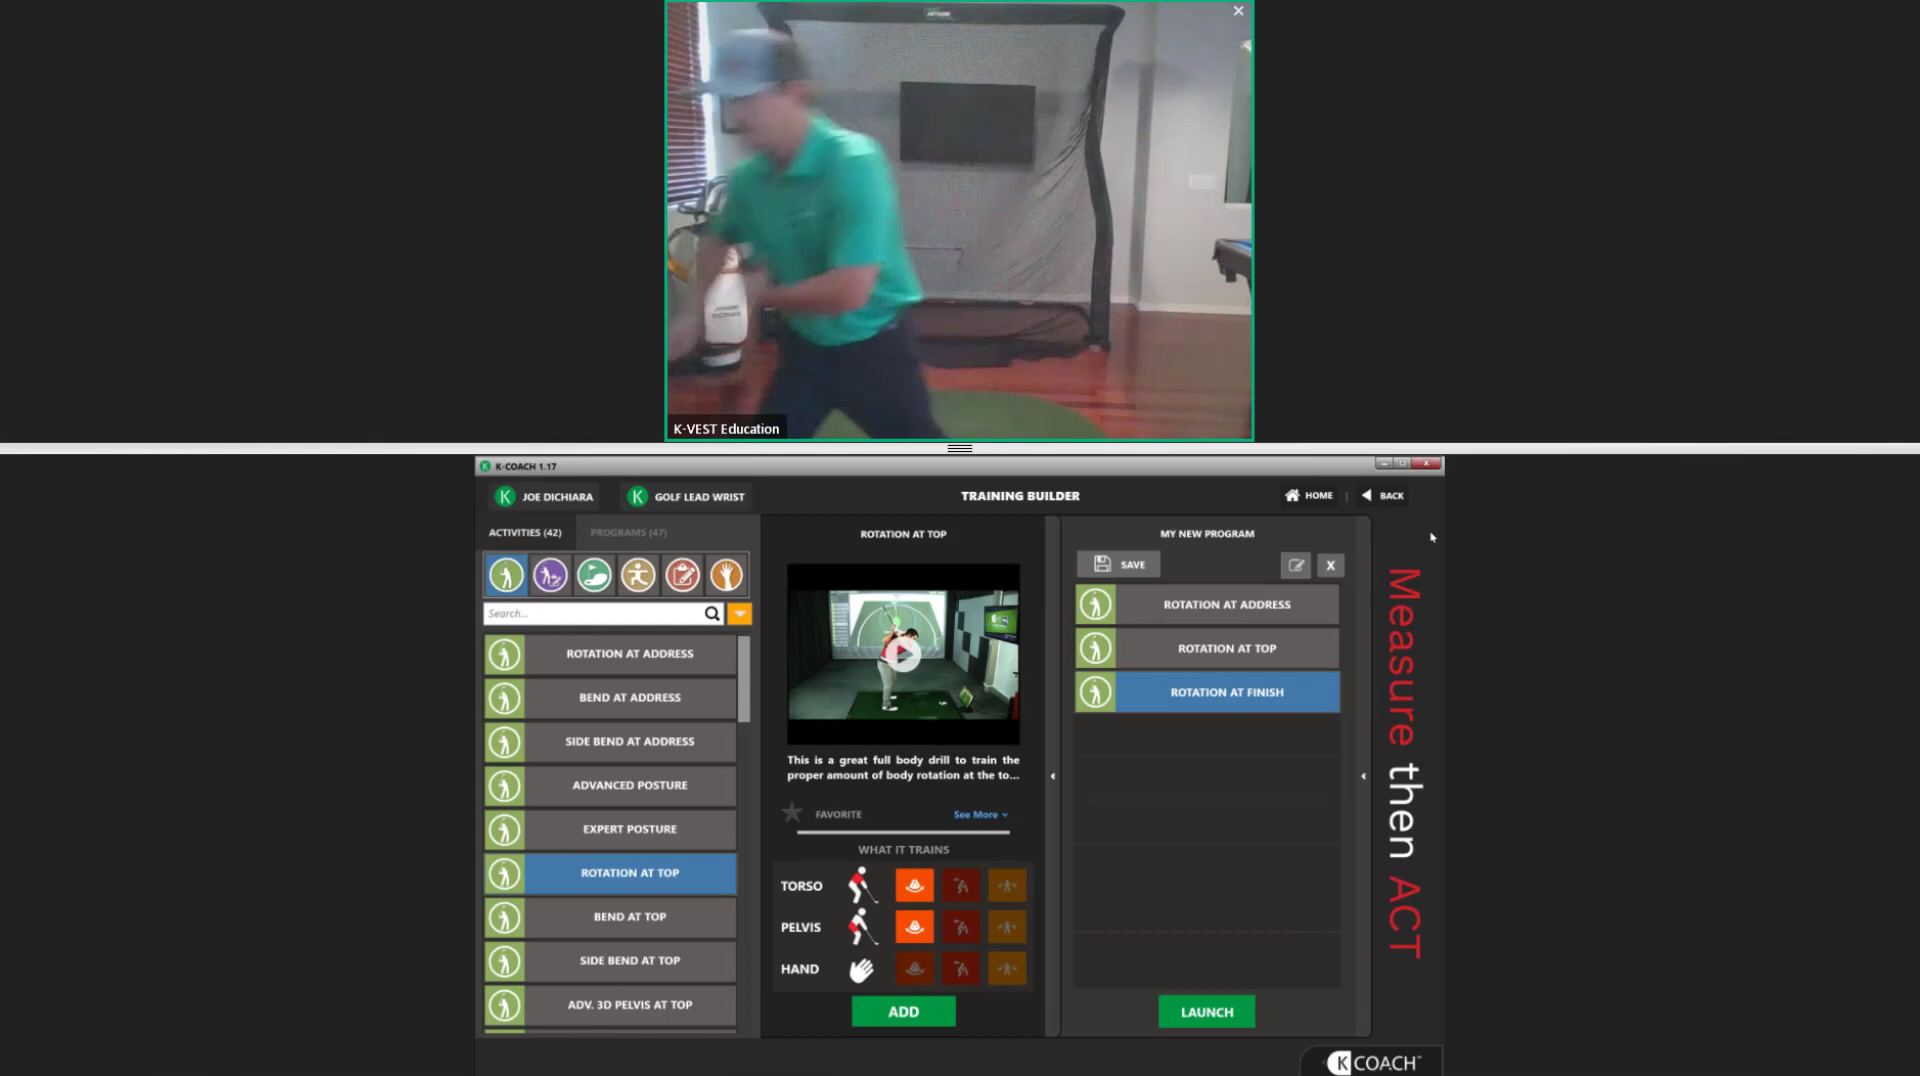 K-VEST Education
K-COACH 1.17
K JOE DICHIARA
K GOLF LEAD WRIST
TRAINING BUILDER
HOME
BACK
ACTIVITIES (42)
PROGRAMS (47)
Search...
ROTATION AT ADDRESS
BEND AT ADDRESS
SIDE BEND AT ADDRESS
ADVANCED POSTURE
EXPERT POSTURE
ROTATION AT TOP
BEND AT TOP
SIDE BEND AT TOP
ADV. 3D PELVIS AT TOP
ROTATION AT TOP
This is a great full body drill to train the
proper amount of body rotation at the to...
FAVORITE
See More
WHAT IT TRAINS
TORSO
PELVIS
HAND
ADD
MY NEW PROGRAM
SAVE
X
ROTATION AT ADDRESS
ROTATION AT TOP
ROTATION AT FINISH
LAUNCH
Measure then ACT
K COACH™